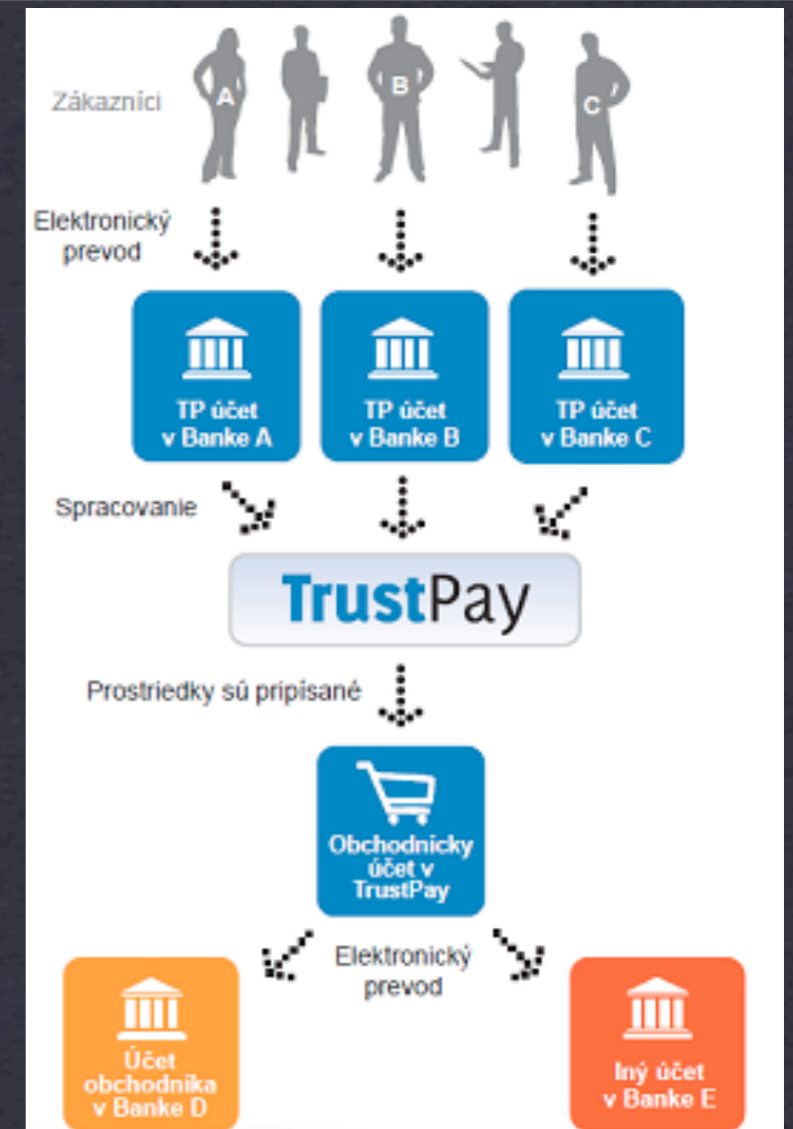 A
B
C
Zákazníci
Elektronický
prevod
TP účet
v Banke A
TP účet
v Banke B
TP účet
v Banke C
Spracovanie
TrustPay
Prostriedky sú pripísané
Obchodnícky
účet v
TrustPay
Elektronický
prevod
Účet
obchodníka
v Banke D
Iný účet
v Banke E